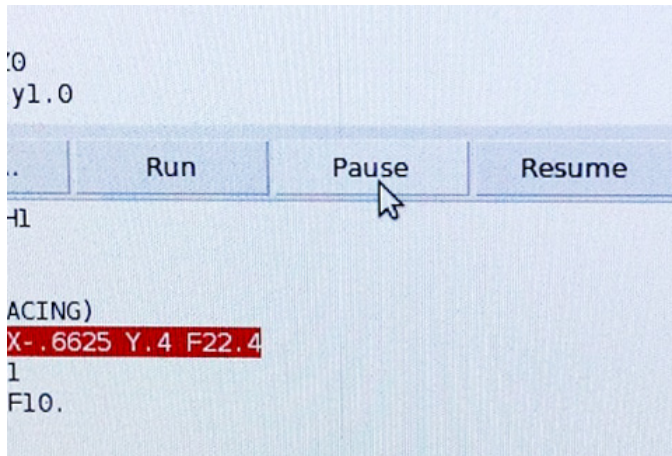 Z0
y1.0
.. Run Pause Resume
H1
ACING)
X-.6625 Y.4 F22.4
1
F10.